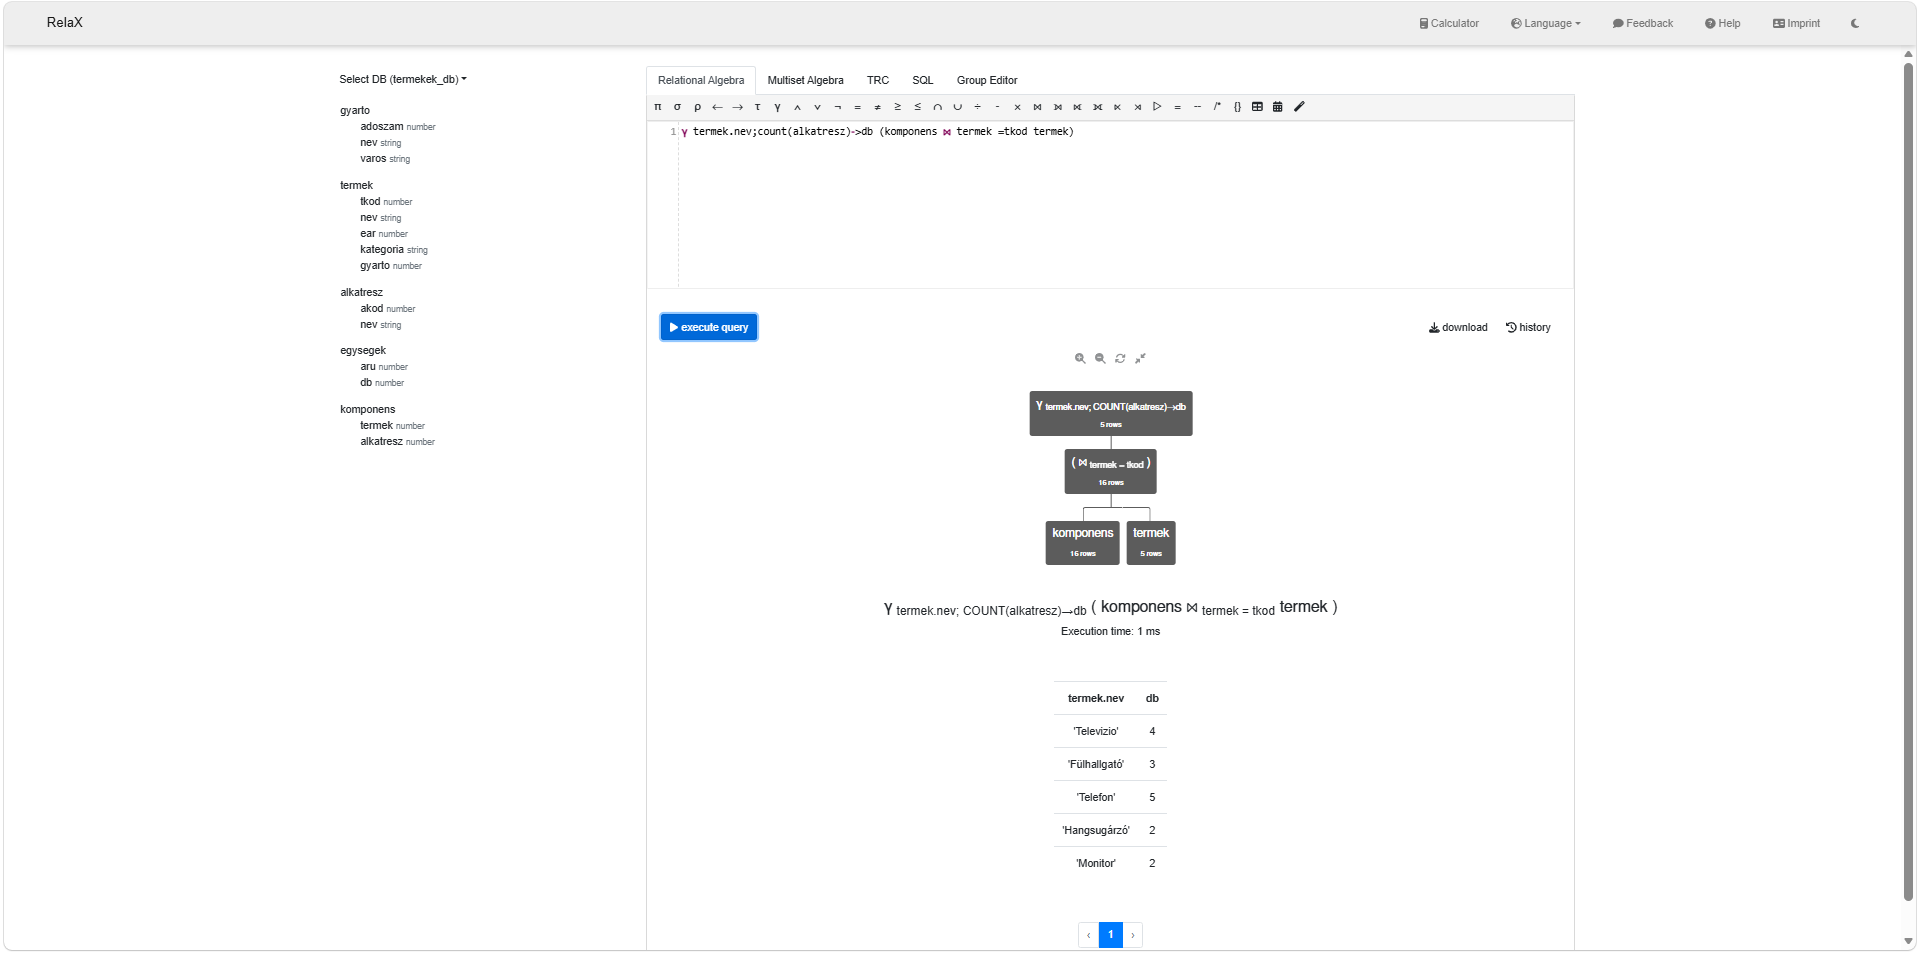 RelaX
Calculator Language Feedback Help Imprint
Select DB (termekek_db)
gyarto
adoszam number
nev string
varos string
termek
tkod number
nev string
ear number
kategoria string
gyarto number
alkatresz
akod number
nev string
egysegek
aru number
db number
komponens
termek number
alkatresz number
Relational Algebra Multiset Algebra TRC SQL Group Editor
π σ ρ ← → τ γ ∧ ∨ ¬ = ≠ ≥ ≤ ∩ ∪ ÷ - × ⋈ ⟕ ⟖ ⟗ ⋉ ⋊ ▷ = -- /* {}
1 γ termek.nev;count(alkatresz)->db (komponens ⋈ termek =tkod termek)
execute query
download history
γ termek.nev; COUNT(alkatresz)→db
5 rows
( ⋈ termek = tkod )
16 rows
komponens termek
16 rows 5 rows
γ termek.nev; COUNT(alkatresz)→db ( komponens ⋈ termek = tkod termek )
Execution time: 1 ms
termek.nev db
'Televizio' 4
'Fülhallgató' 3
'Telefon' 5
'Hangsugárzó' 2
'Monitor' 2
‹ 1 ›